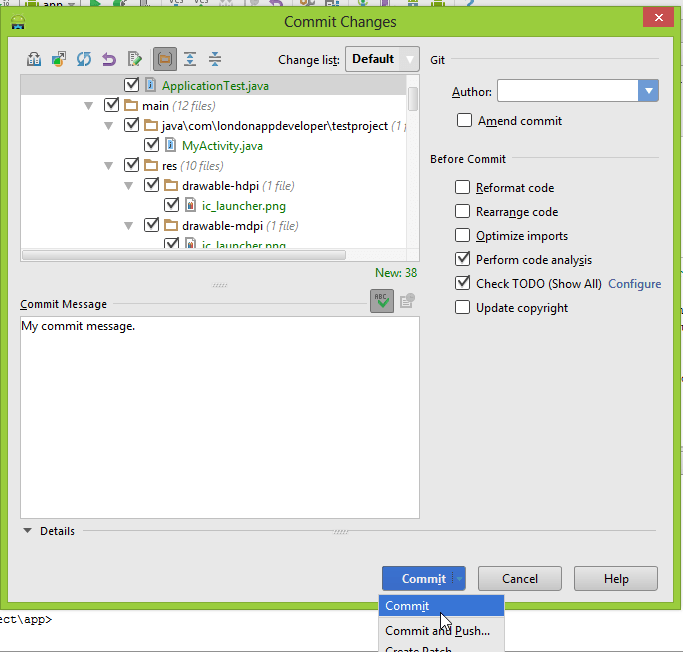 app
Commit Changes
Change list: Default
Git
ApplicationTest.java
main (12 files)
java\com\londonappdeveloper\testproject (1 f
MyActivity.java
res (10 files)
drawable-hdpi (1 file)
ic_launcher.png
drawable-mdpi (1 file)
ic_launcher.png
New: 38
Author:
Amend commit
Before Commit
Reformat code
Rearrange code
Optimize imports
Perform code analysis
Check TODO (Show All) Configure
Update copyright
Commit Message
ABC
My commit message.
Details
Commit
Cancel
Help
Commit
Commit and Push...
Create Patch
ect\app>